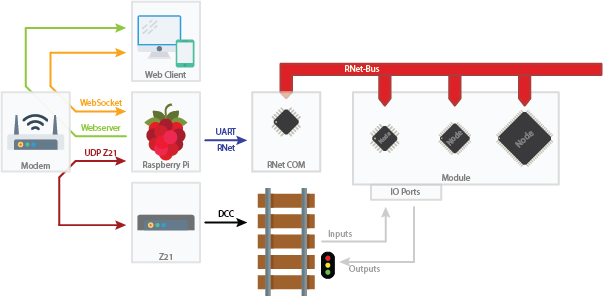 RNet-Bus
Web Client
WebSocket
Webserver
UDP Z21
Modem
Raspberry Pi
UART
RNet
RNet COM
Node
Node
Node
Module
IO Ports
DCC
Z21
Inputs
Outputs